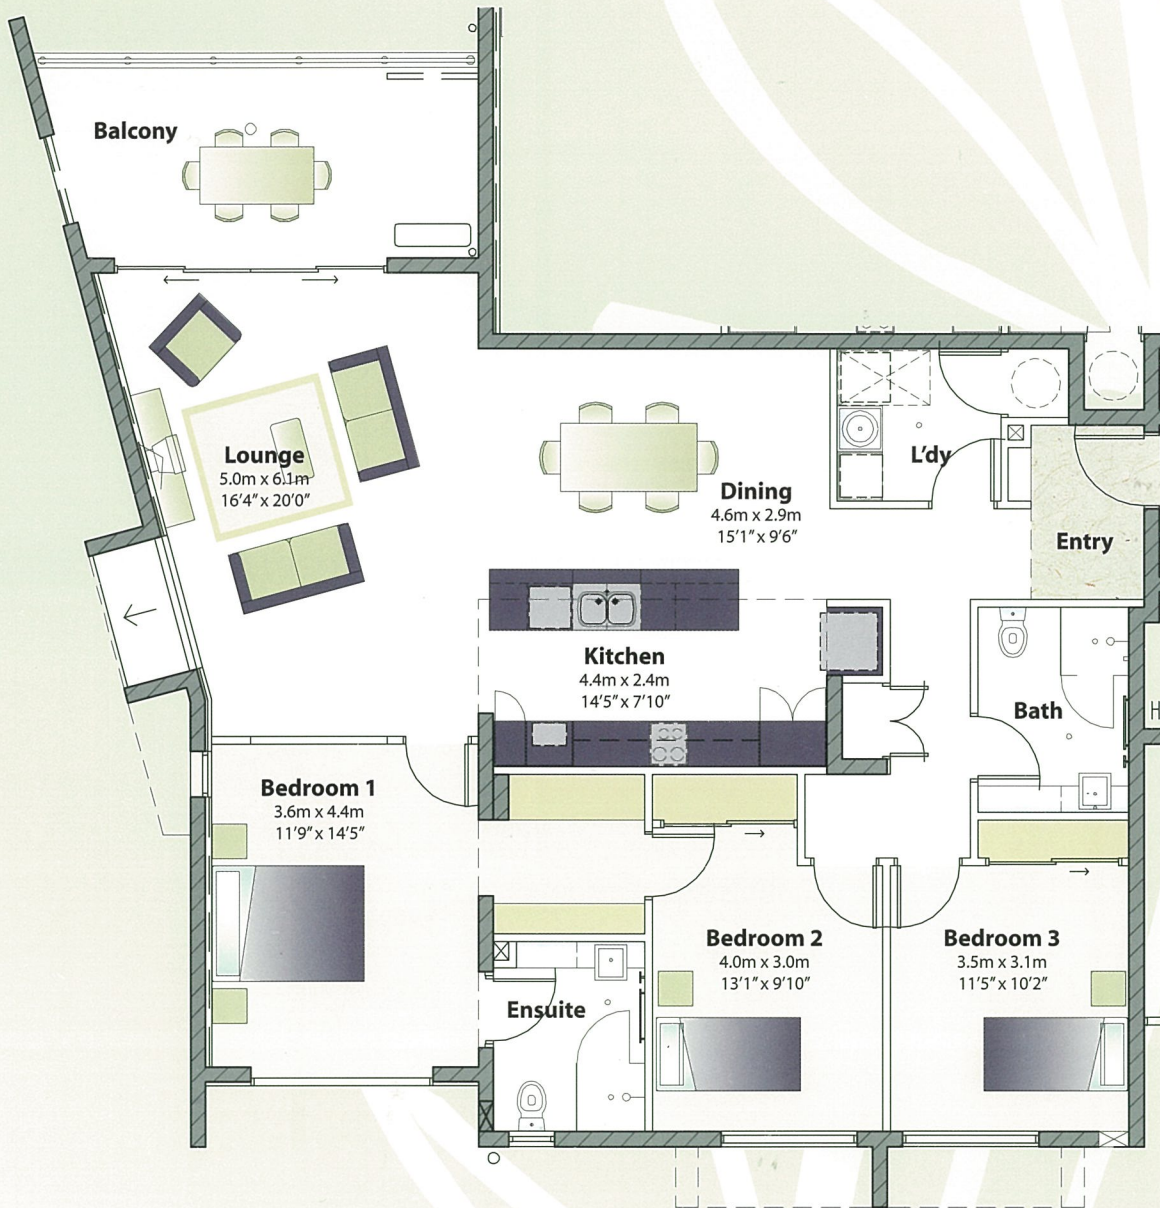 Balcony
Lounge
5.0m x 6.1m
16'4" x 20'0"
L'dy
Dining
4.6m x 2.9m
15'1" x 9'6"
Entry
Kitchen
4.4m x 2.4m
14'5" x 7'10"
Bath
H
Bedroom 1
3.6m x 4.4m
11'9" x 14'5"
Bedroom 2
4.0m x 3.0m
13'1" x 9'10"
Bedroom 3
3.5m x 3.1m
11'5" x 10'2"
Ensuite